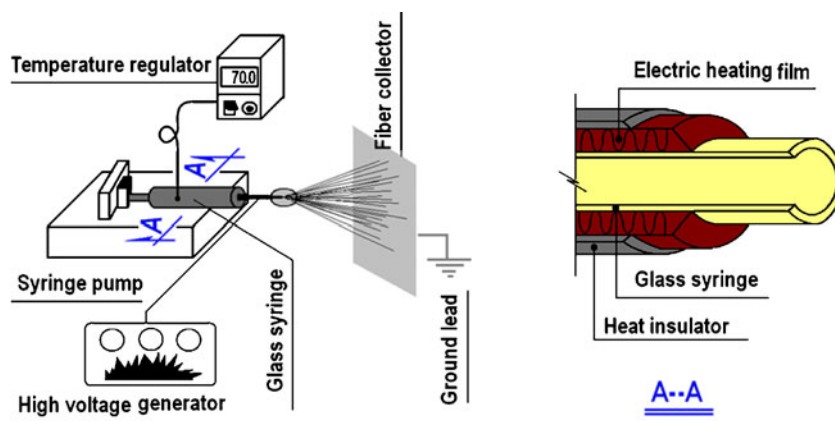 Temperature regulator
70.0
Fiber collector
A
A
Syringe pump
Glass syringe
Ground lead
High voltage generator
Electric heating film
Glass syringe
Heat insulator
A--A